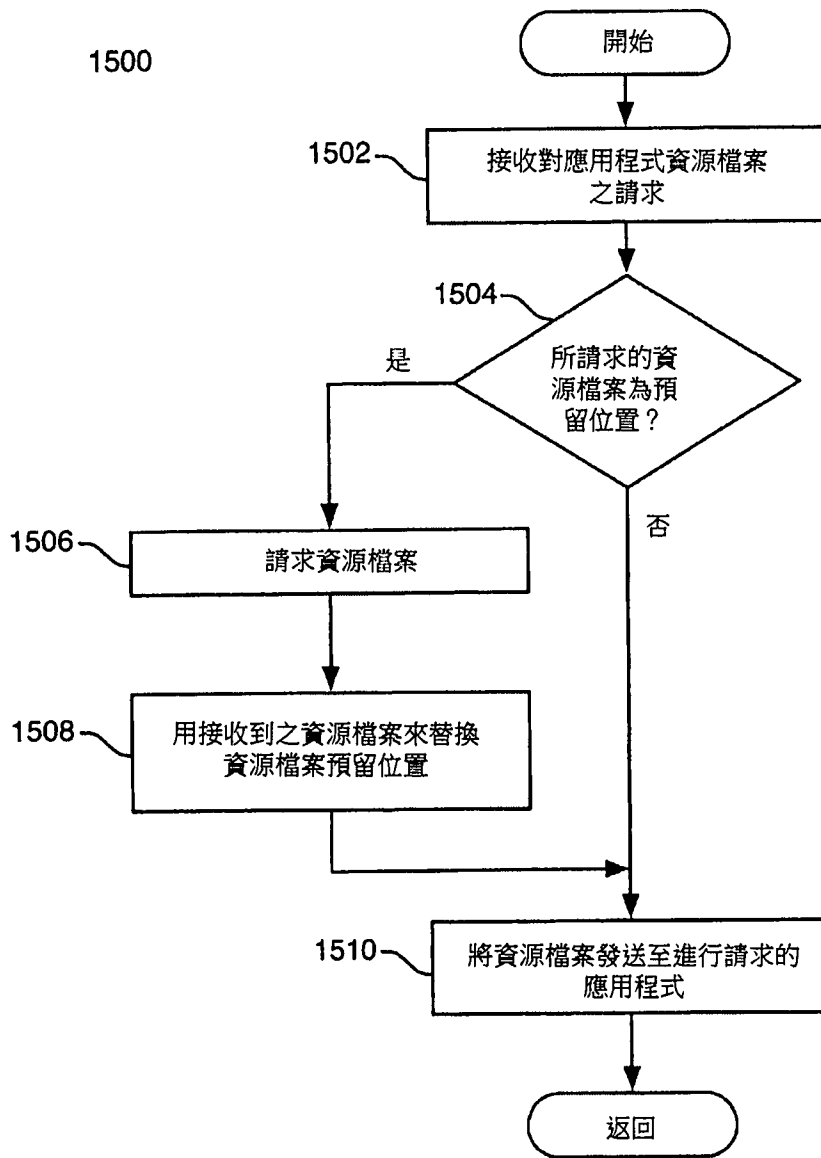 1500
開始
1502
接收對應用程式資源檔案
之請求
1504
所請求的資
源檔案為預
留位置？
是
否
1506
請求資源檔案
1508
用接收到之資源檔案來替換
資源檔案預留位置
1510
將資源檔案發送至進行請求的
應用程式
返回